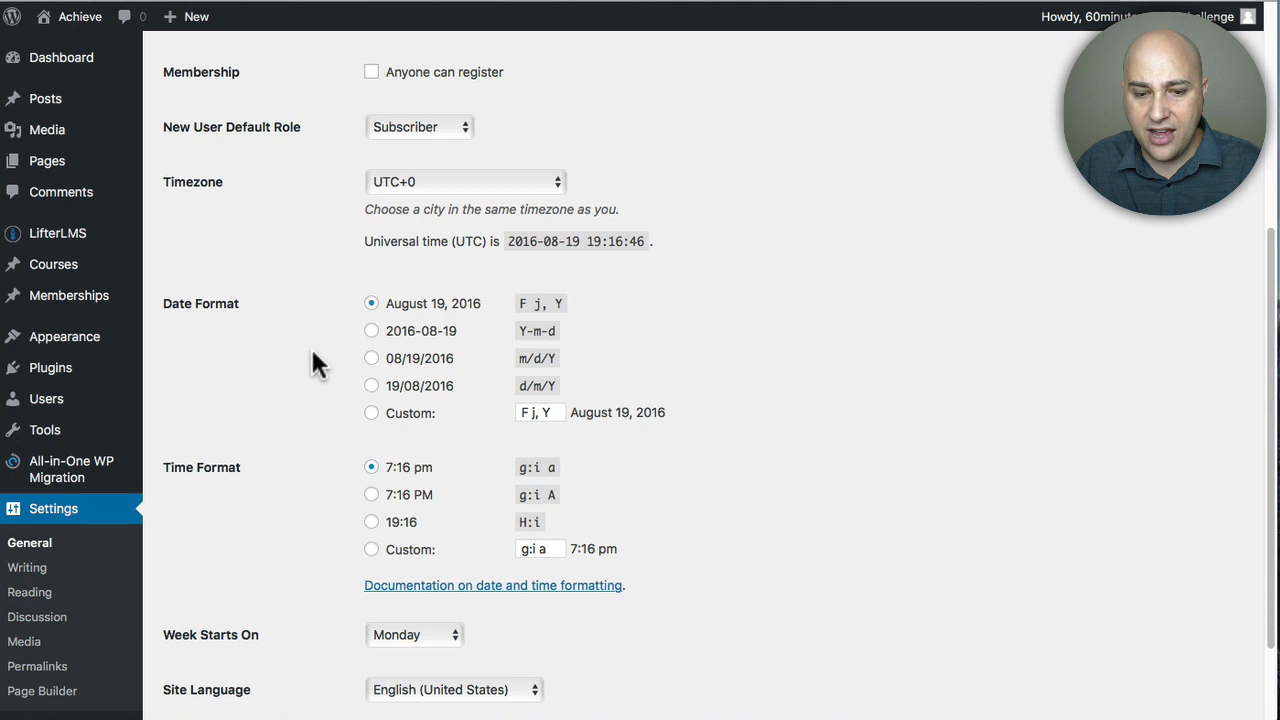 Achieve
0
New
Howdy, 60minut
llenge
Dashboard
Posts
Media
Pages
Comments
LifterLMS
Courses
Memberships
Appearance
Plugins
Users
Tools
All-in-One WP
Migration
Settings
General
Writing
Reading
Discussion
Media
Permalinks
Page Builder
Membership
Anyone can register
New User Default Role
Subscriber
Timezone
UTC+0
Choose a city in the same timezone as you.
Universal time (UTC) is 2016-08-19 19:16:46 .
Date Format
August 19, 2016 F j, Y
2016-08-19 Y-m-d
08/19/2016 m/d/Y
19/08/2016 d/m/Y
Custom: F j, Y August 19, 2016
Time Format
7:16 pm g:i a
7:16 PM g:i A
19:16 H:i
Custom: g:i a 7:16 pm
Documentation on date and time formatting.
Week Starts On
Monday
Site Language
English (United States)